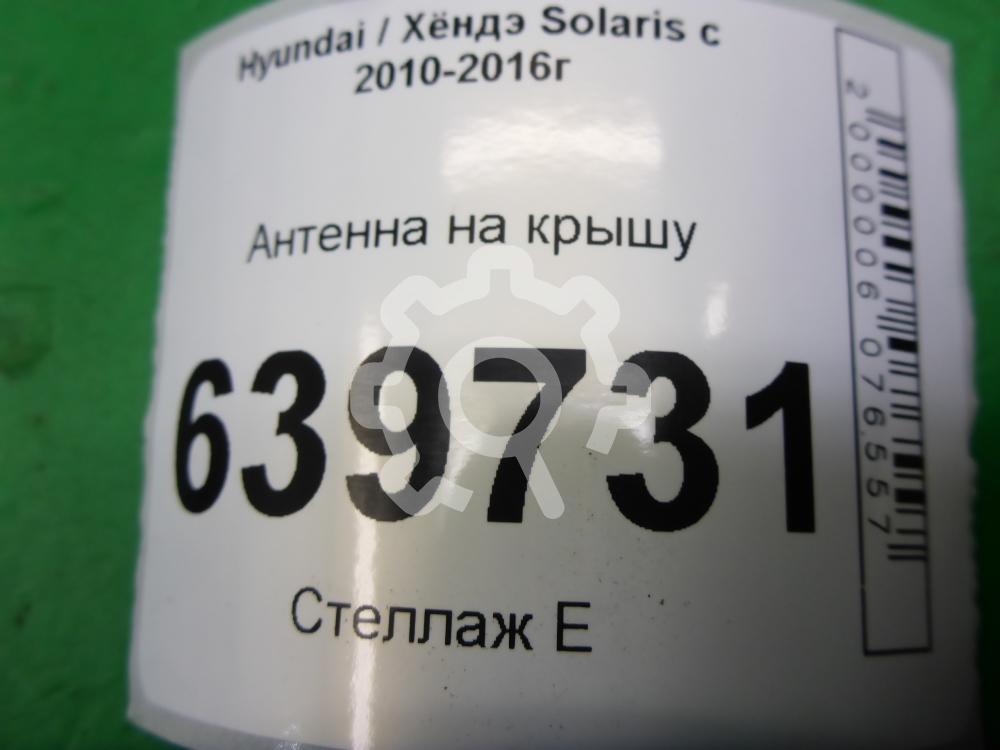 Hyundai / Хёндэ Solaris с
2010-2016г
Антенна на крышу
639731
Стеллаж Е
2000006076557